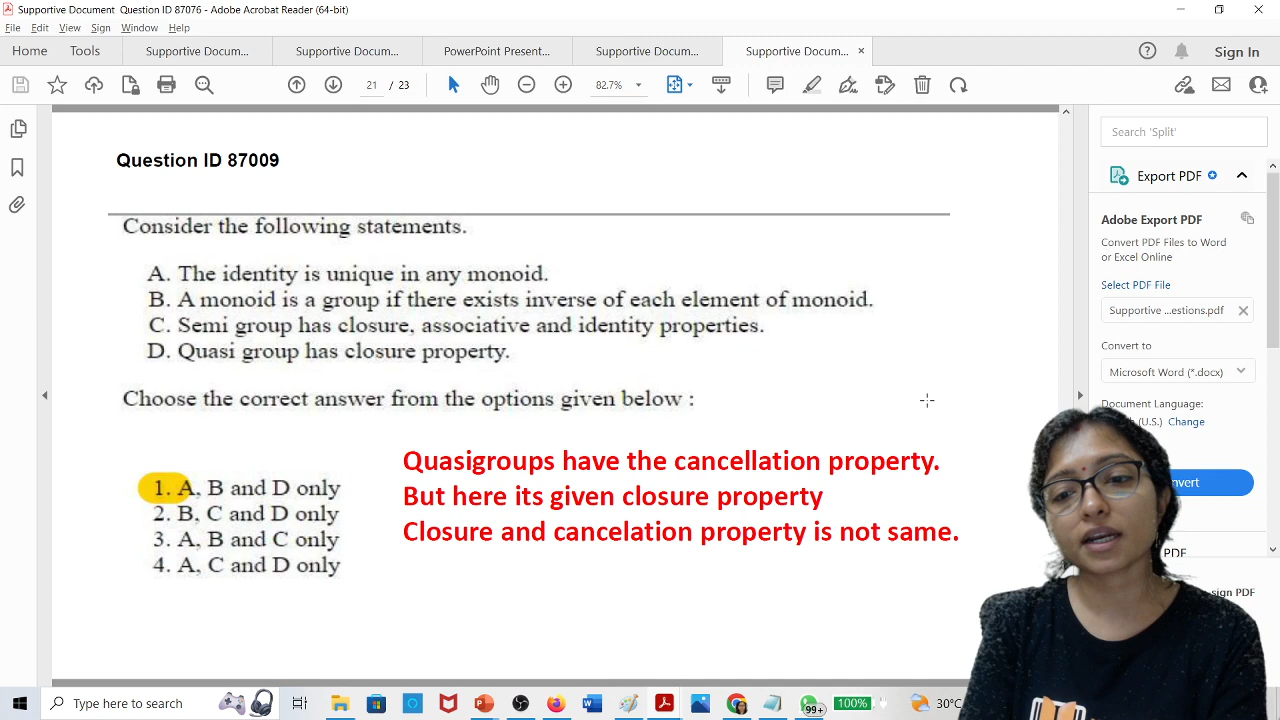 Supportive Document Question ID 87076 - Adobe Acrobat Reader (64-bit)
File Edit View Sign Window Help
Home Tools Supportive Docum... Supportive Docum... PowerPoint Present... Supportive Docum... Supportive Docum... × Sign In
21 / 23 82.7%
Question ID 87009
Consider the following statements.
A. The identity is unique in any monoid.
B. A monoid is a group if there exists inverse of each element of monoid.
C. Semi group has closure, associative and identity properties.
D. Quasi group has closure property.
Choose the correct answer from the options given below :
1. A, B and D only
2. B, C and D only
3. A, B and C only
4. A, C and D only
Quasigroups have the cancellation property.
But here its given closure property
Closure and cancelation property is not same.
Search 'Split'
Export PDF
Adobe Export PDF
Convert PDF Files to Word
or Excel Online
Select PDF File
Supportive ...estions.pdf
Convert to
Microsoft Word (*.docx)
Document Language:
(U.S.) Change
PDF
sign PDF
Type here to search
99+
100%
30°C